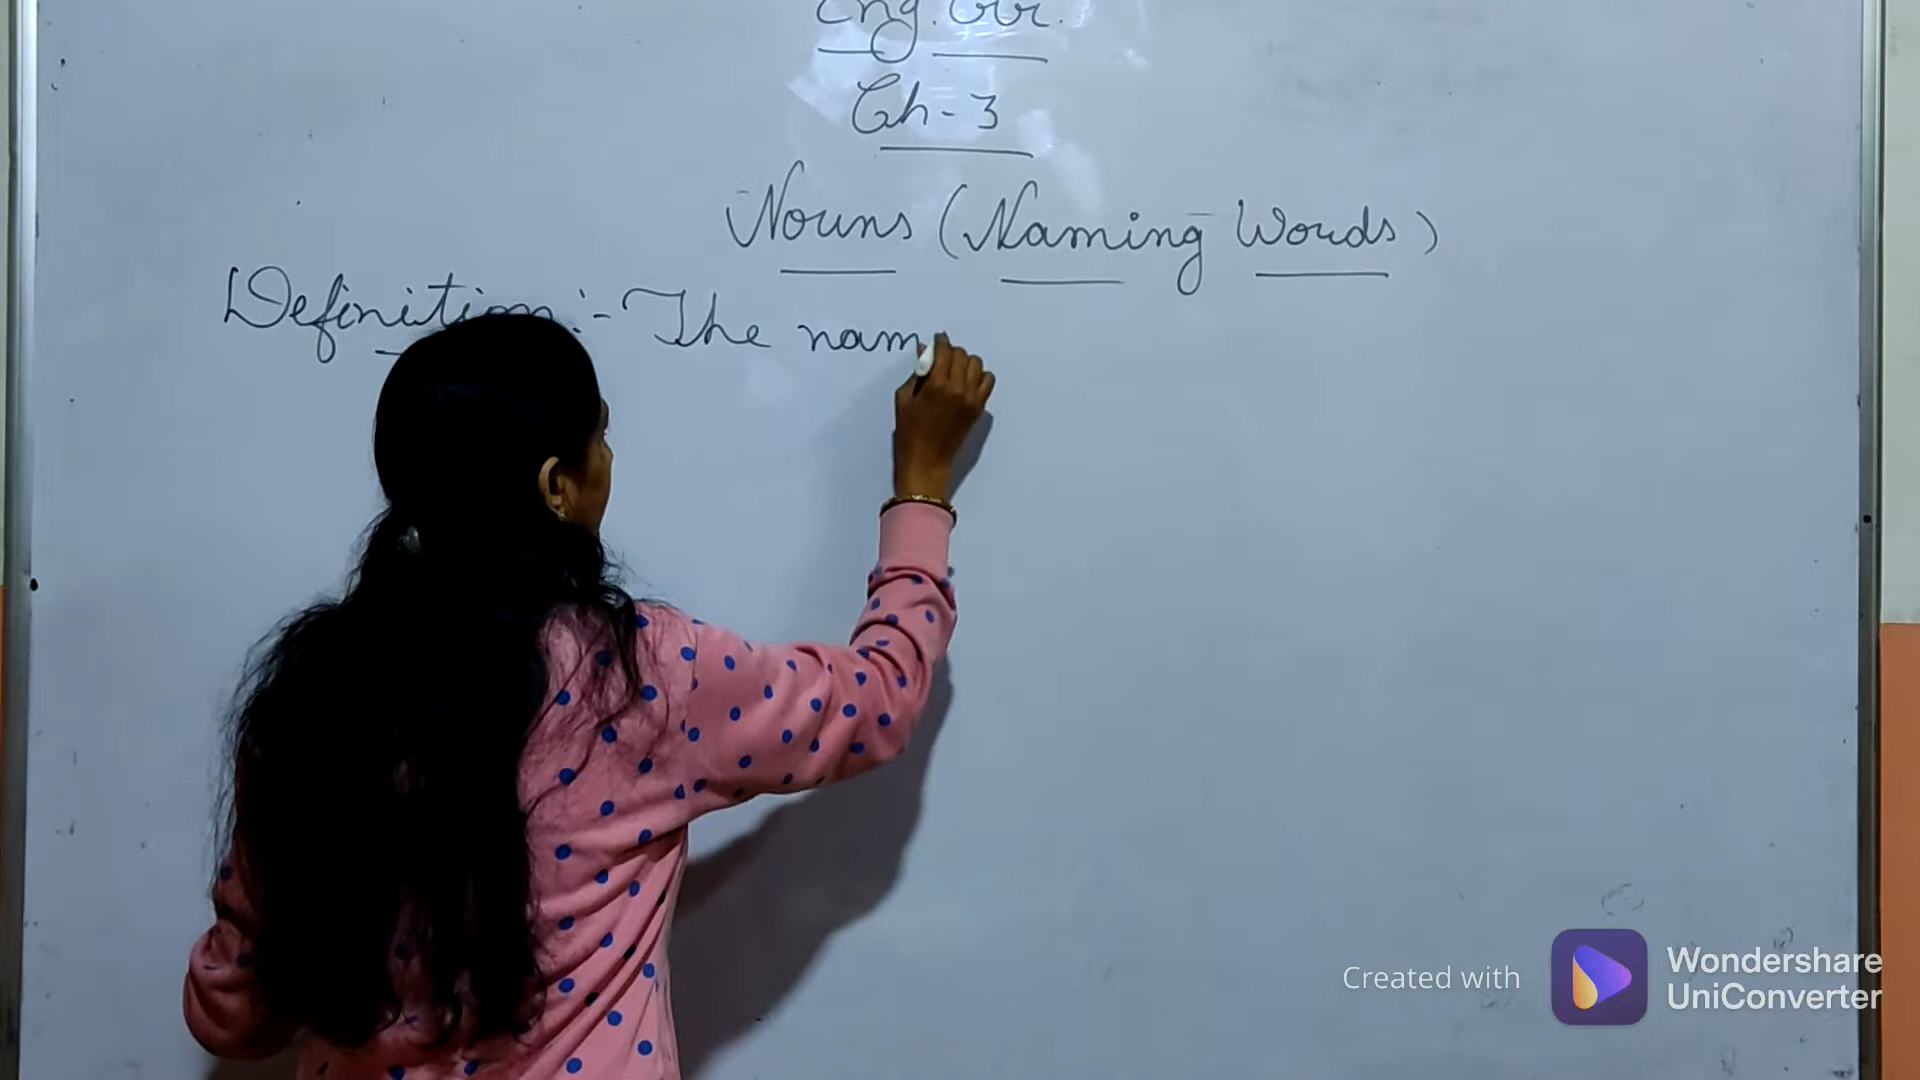 Eng. Gr.
Ch - 3
Nouns (Naming Words)
Definition :- The nam
Created with
Wondershare
UniConverter